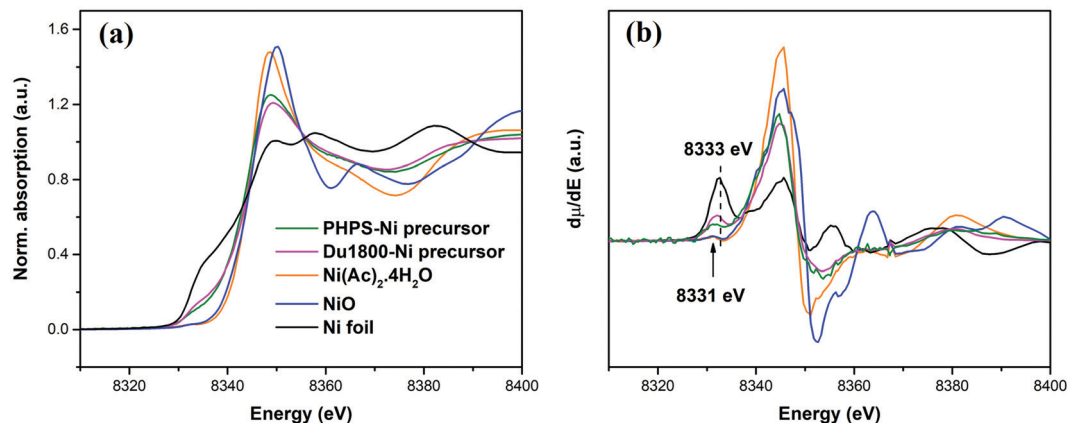 (a)
Norm. absorption (a.u.)
1.6
1.2
0.8
0.4
0.0
PHPS-Ni precursor
Du1800-Ni precursor
Ni(Ac)₂.4H₂O
NiO
Ni foil
8320 8340 8360 8380 8400
Energy (eV)
(b)
dμ/dE (a.u.)
8333 eV
8331 eV
8320 8340 8360 8380 8400
Energy (eV)